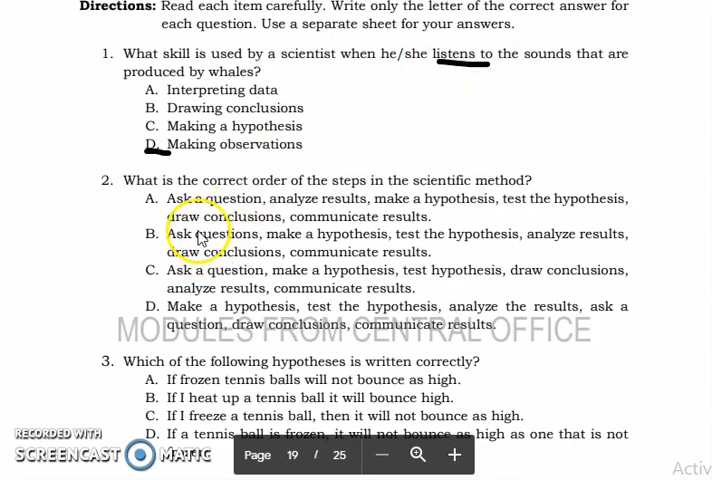 Directions: Read each item carefully. Write only the letter of the correct answer for
each question. Use a separate sheet for your answers.
1. What skill is used by a scientist when he/she listens to the sounds that are
produced by whales?
A. Interpreting data
B. Drawing conclusions
C. Making a hypothesis
D. Making observations
2. What is the correct order of the steps in the scientific method?
A. Ask a question, analyze results, make a hypothesis, test the hypothesis,
draw conclusions, communicate results.
B. Ask questions, make a hypothesis, test the hypothesis, analyze results,
draw conclusions, communicate results.
C. Ask a question, make a hypothesis, test hypothesis, draw conclusions,
analyze results, communicate results.
D. Make a hypothesis, test the hypothesis, analyze the results, ask a
question, draw conclusions, communicate results.
MODULES FROM CENTRAL OFFICE
3. Which of the following hypotheses is written correctly?
A. If frozen tennis balls will not bounce as high.
B. If I heat up a tennis ball it will bounce high.
C. If I freeze a tennis ball, then it will not bounce as high.
D. If a tennis ball is frozen, it will not bounce as high as one that is not
RECORDED WITH
SCREENCAST MATIC
Page 19 / 25
Activ